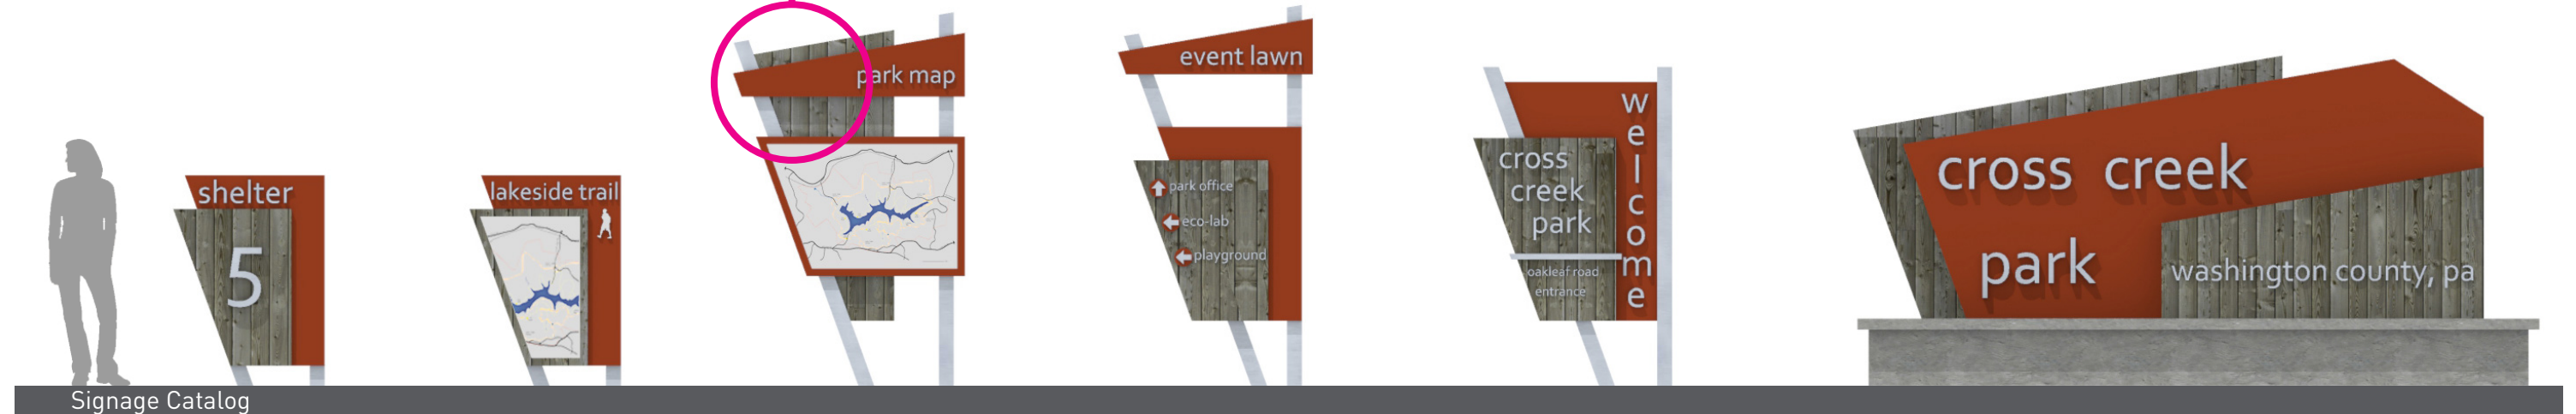 shelter
5
lakeside trail
park map
event lawn
park office
eco-lab
playground
welcome
cross
creek
park
oakleaf road
entrance
cross creek
park
washington county, pa
Signage Catalog